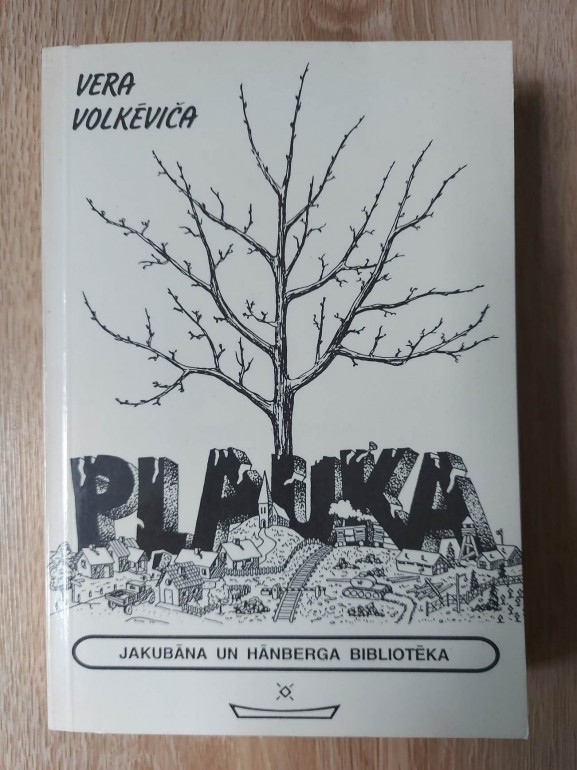 VERA
VOLKĒVIČA
PLAUKA
JAKUBĀNA UN HĀNBERGA BIBLIOTĒKA